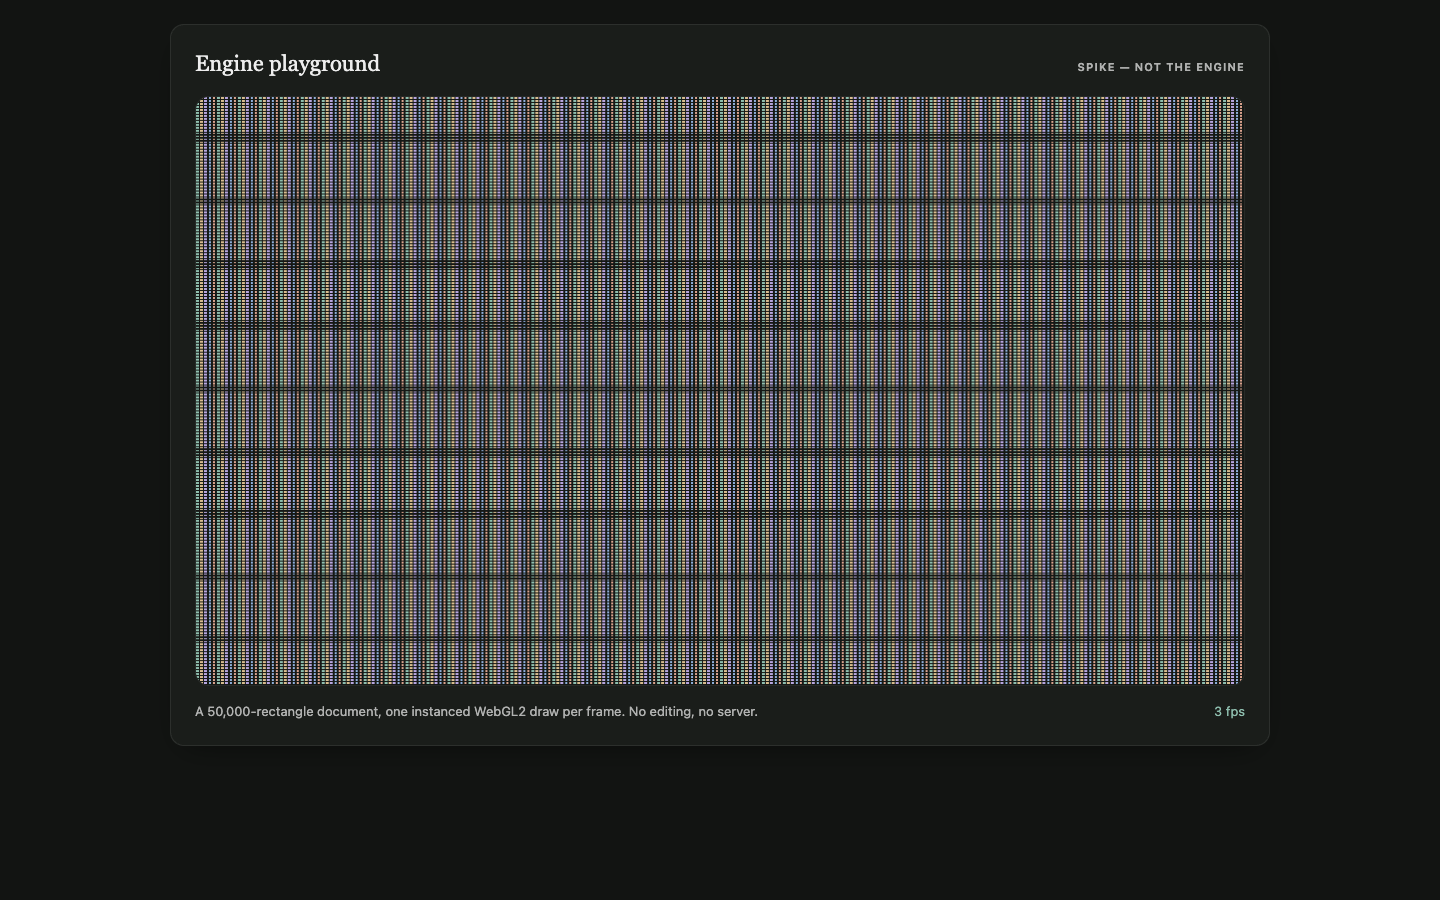 Engine playground
SPIKE — NOT THE ENGINE
A 50,000-rectangle document, one instanced WebGL2 draw per frame. No editing, no server.
3 fps